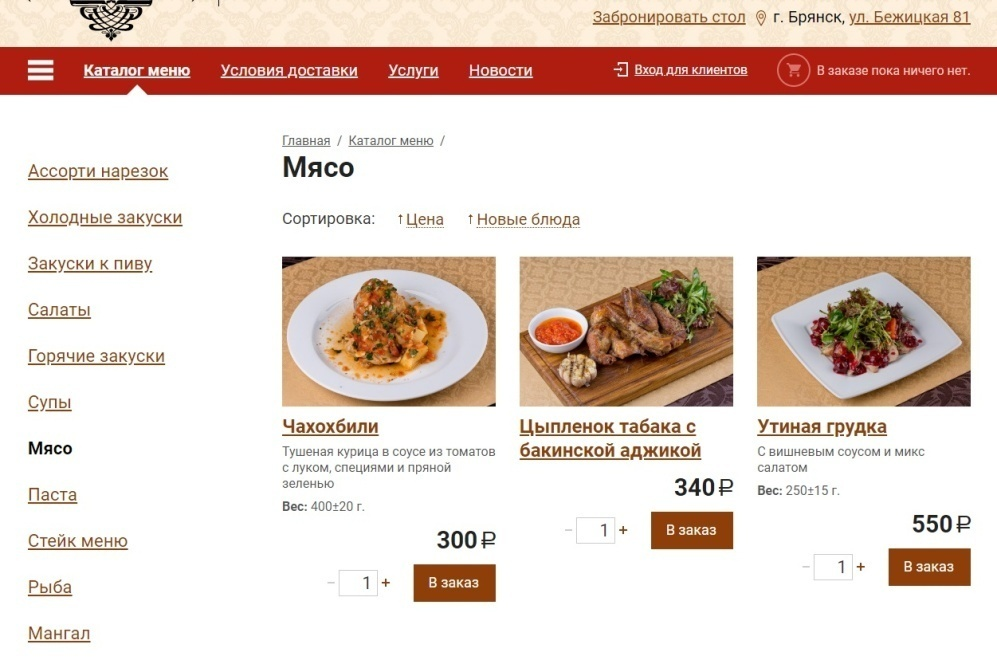 Забронировать стол г. Брянск, ул. Бежицкая 81
Каталог меню Условия доставки Услуги Новости Вход для клиентов В заказе пока ничего нет.
Главная / Каталог меню /
Мясо
Сортировка: ↑Цена ↑Новые блюда
Ассорти нарезок
Холодные закуски
Закуски к пиву
Салаты
Горячие закуски
Супы
Мясо
Паста
Стейк меню
Рыба
Мангал
Чахохбили
Тушеная курица в соусе из томатов
с луком, специями и пряной
зеленью
Вес: 400±20 г.
300 ₽
− 1 + В заказ
Цыпленок табака с
бакинской аджикой
340 ₽
− 1 + В заказ
Утиная грудка
С вишневым соусом и микс
салатом
Вес: 250±15 г.
550 ₽
− 1 + В заказ